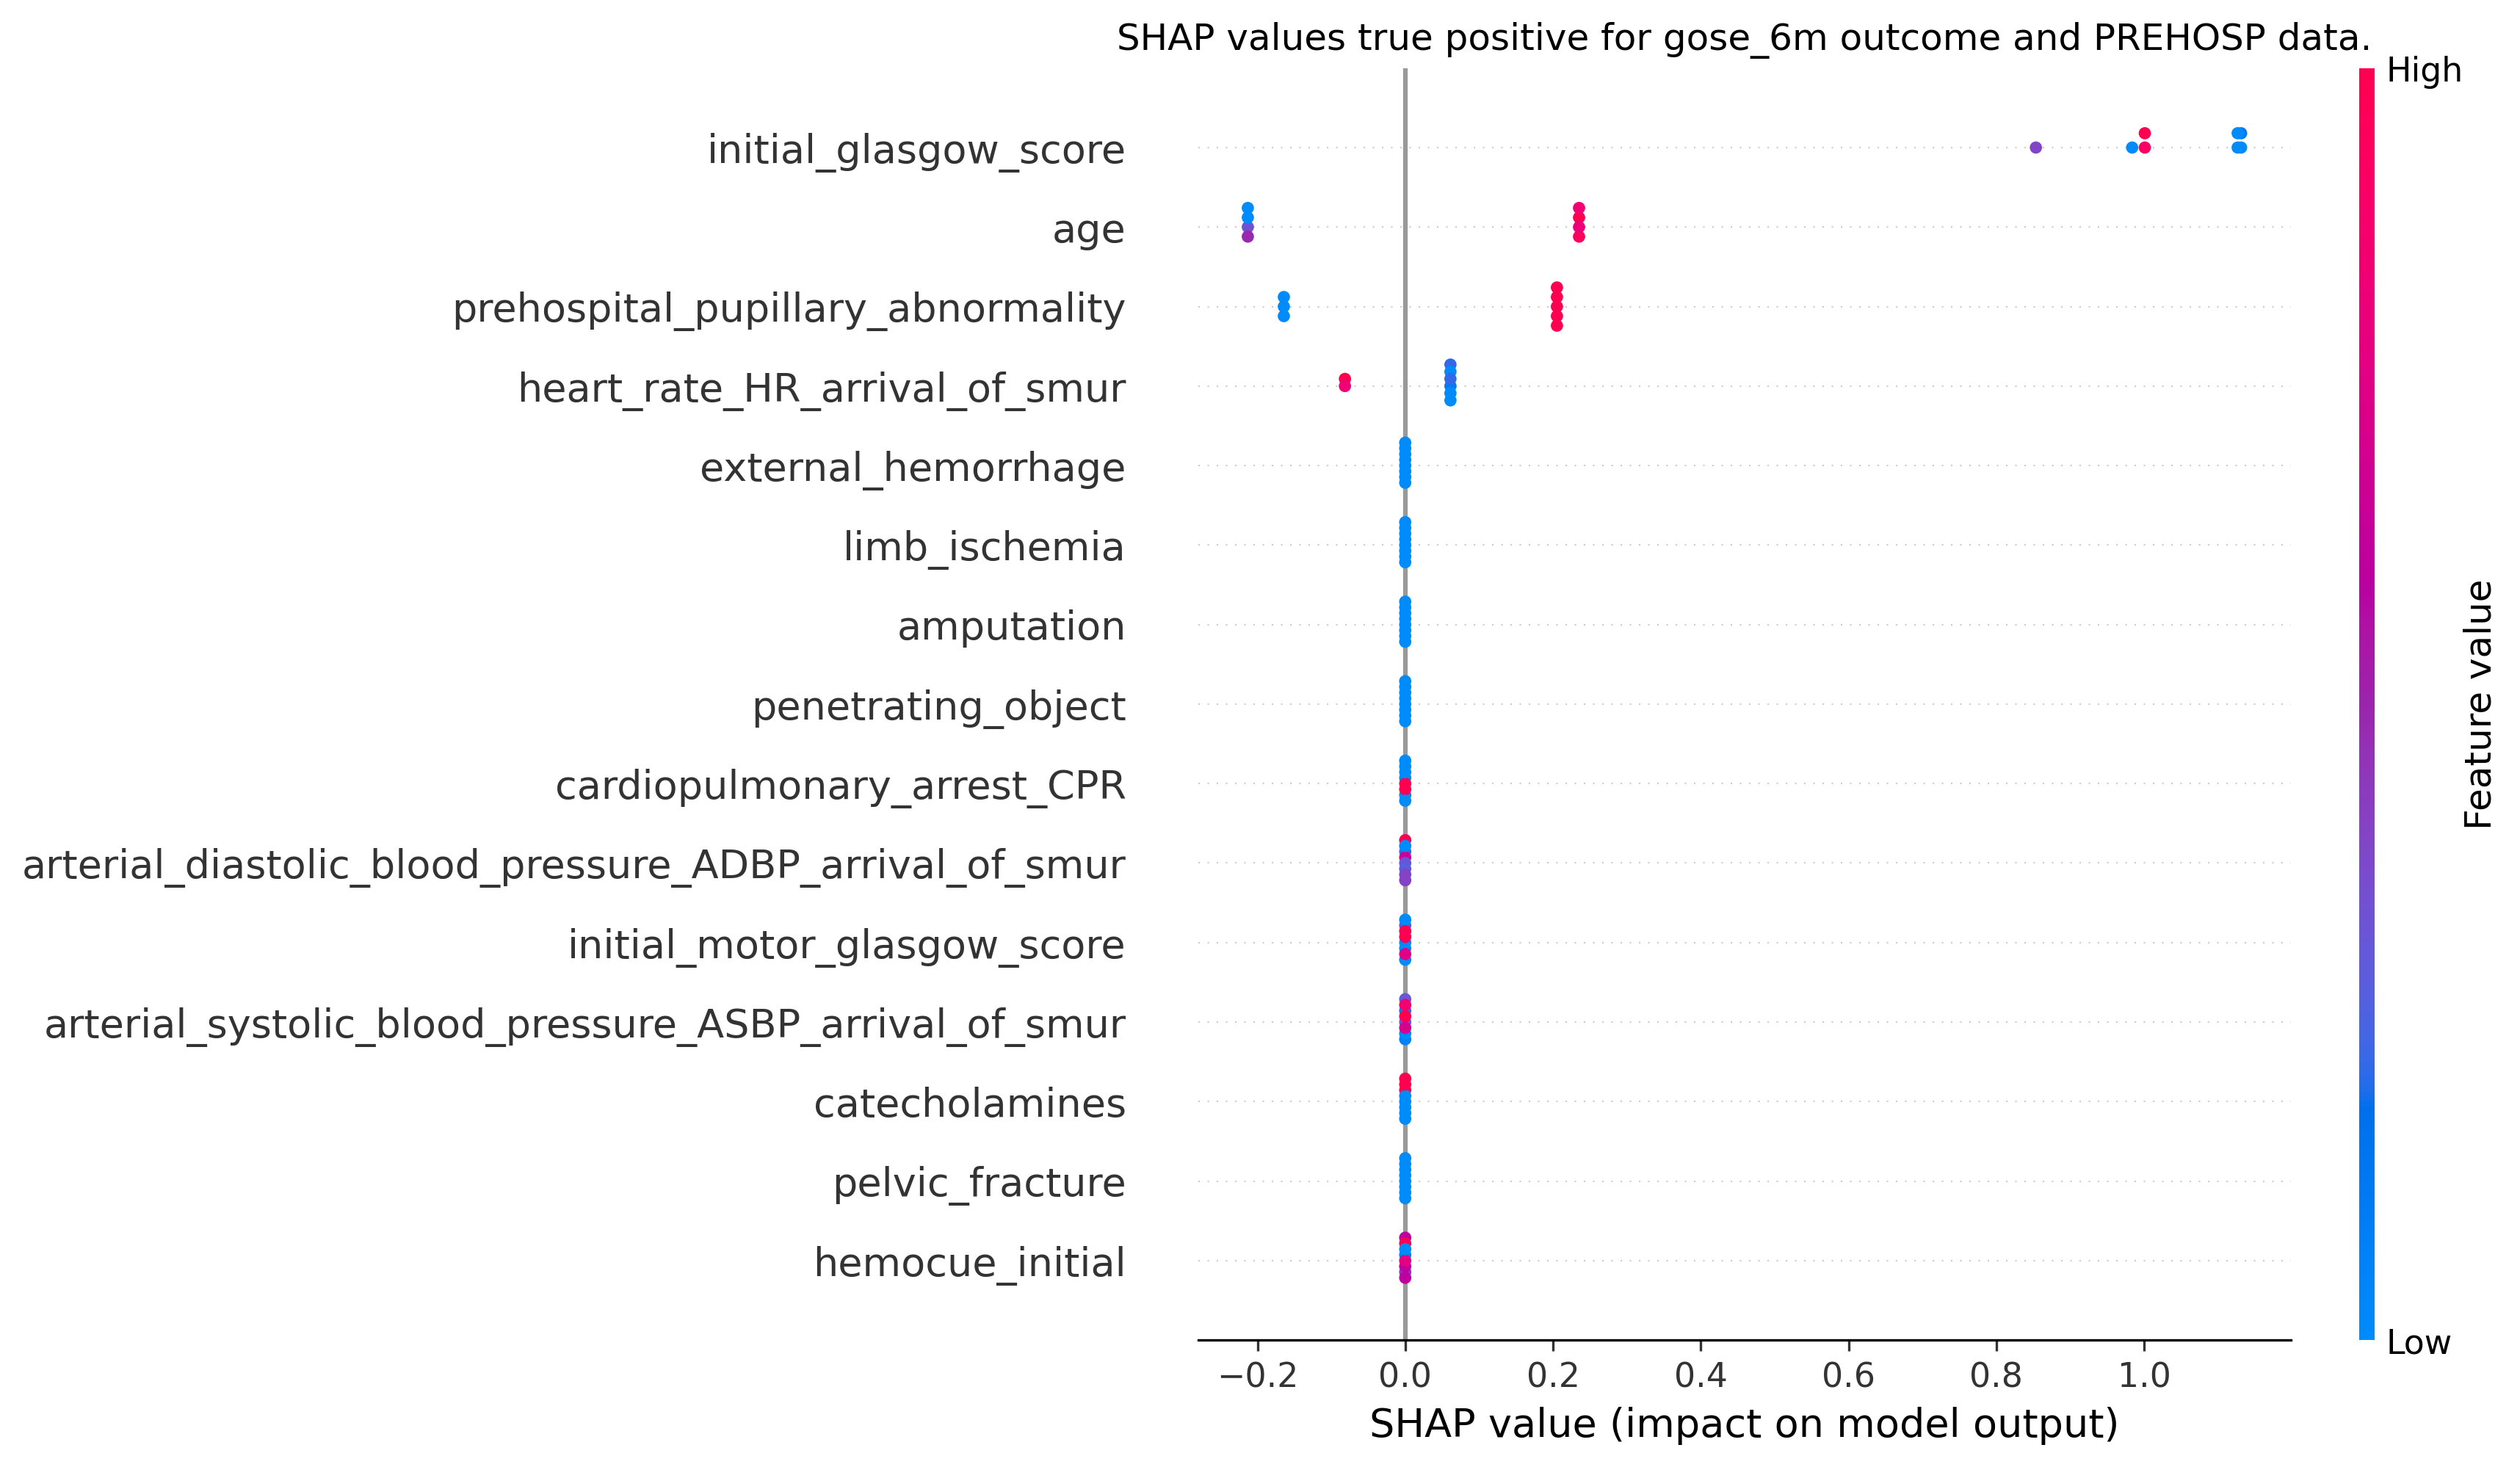 SHAP values true positive for gose_6m outcome and PREHOSP data.
High
initial_glasgow_score
age
prehospital_pupillary_abnormality
heart_rate_HR_arrival_of_smur
external_hemorrhage
limb_ischemia
amputation
penetrating_object
cardiopulmonary_arrest_CPR
arterial_diastolic_blood_pressure_ADBP_arrival_of_smur
initial_motor_glasgow_score
arterial_systolic_blood_pressure_ASBP_arrival_of_smur
catecholamines
pelvic_fracture
hemocue_initial
Feature value
Low
−0.2 0.0 0.2 0.4 0.6 0.8 1.0
SHAP value (impact on model output)